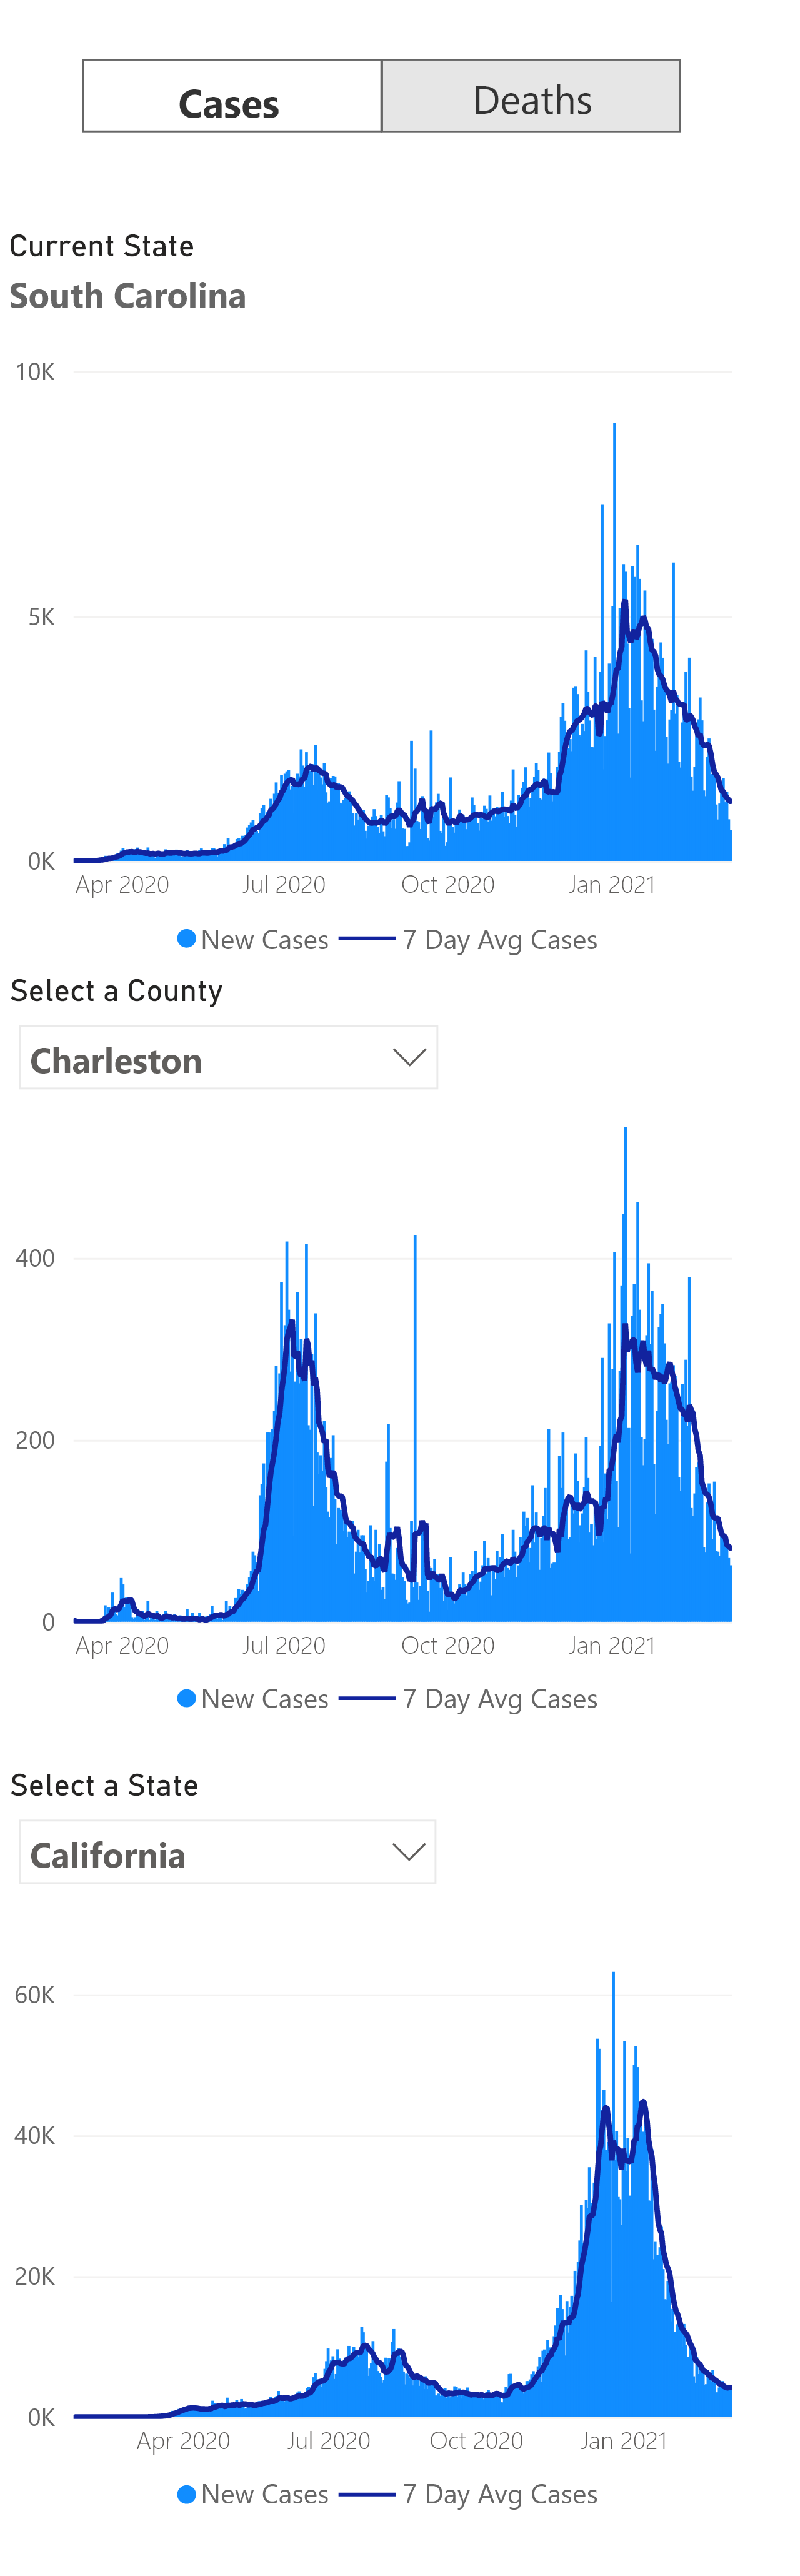 Cases Deaths
Current State
South Carolina
10K
5K
0K
Apr 2020 Jul 2020 Oct 2020 Jan 2021
New Cases 7 Day Avg Cases
Select a County
Charleston
400
200
0
Apr 2020 Jul 2020 Oct 2020 Jan 2021
New Cases 7 Day Avg Cases
Select a State
California
60K
40K
20K
0K
Apr 2020 Jul 2020 Oct 2020 Jan 2021
New Cases 7 Day Avg Cases